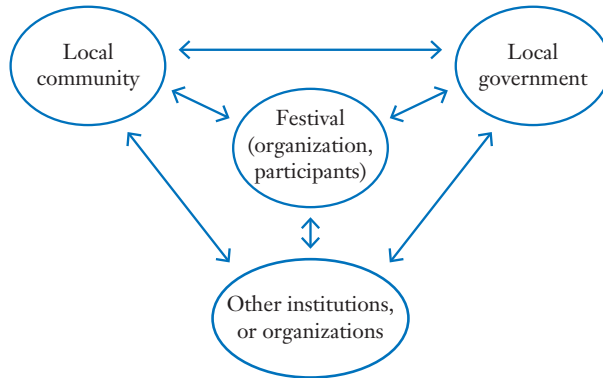 Local
community
Local
government
Festival
(organization,
participants)
Other institutions,
or organizations